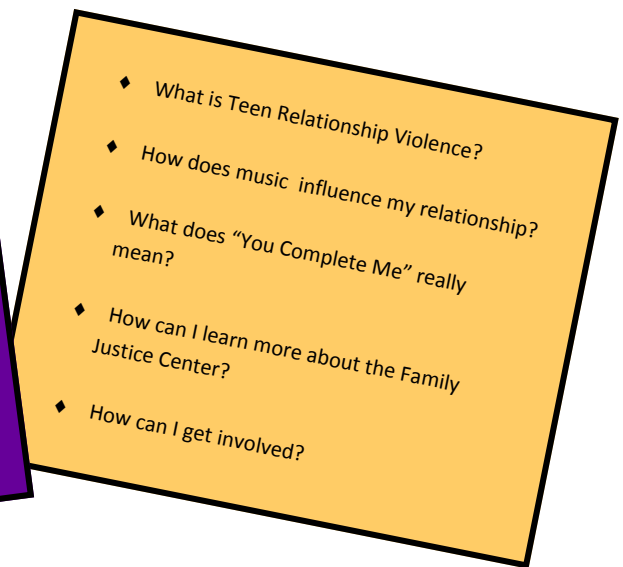 ♦ What is Teen Relationship Violence?
♦ How does music influence my relationship?
♦ What does “You Complete Me” really
mean?
♦ How can I learn more about the Family
Justice Center?
♦ How can I get involved?